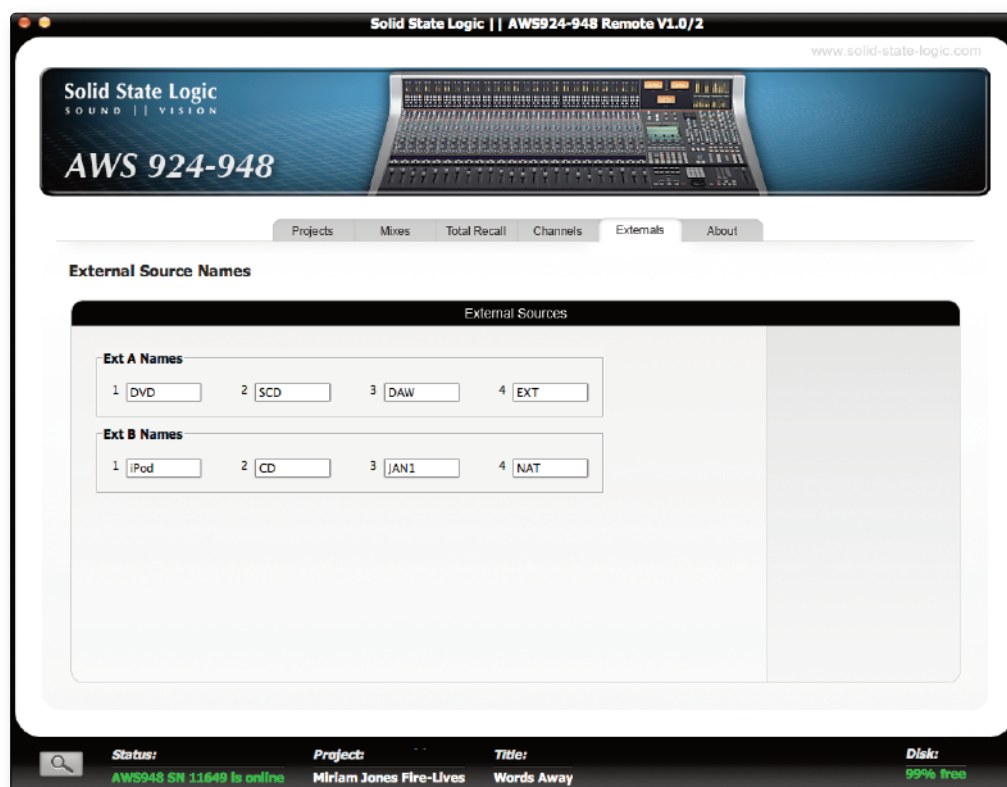 Solid State Logic || AWS924-948 Remote V1.0/2
www.solid-state-logic.com
Solid State Logic
SOUND || VISION
AWS 924-948
Projects Mixes Total Recall Channels Externals About
External Source Names
External Sources
Ext A Names
1 DVD 2 SCD 3 DAW 4 EXT
Ext B Names
1 iPod 2 CD 3 JAN1 4 NAT
Status: Project: Title: Disk:
AWS948 SN 11649 is online Miriam Jones Fire-Lives Words Away 99% free